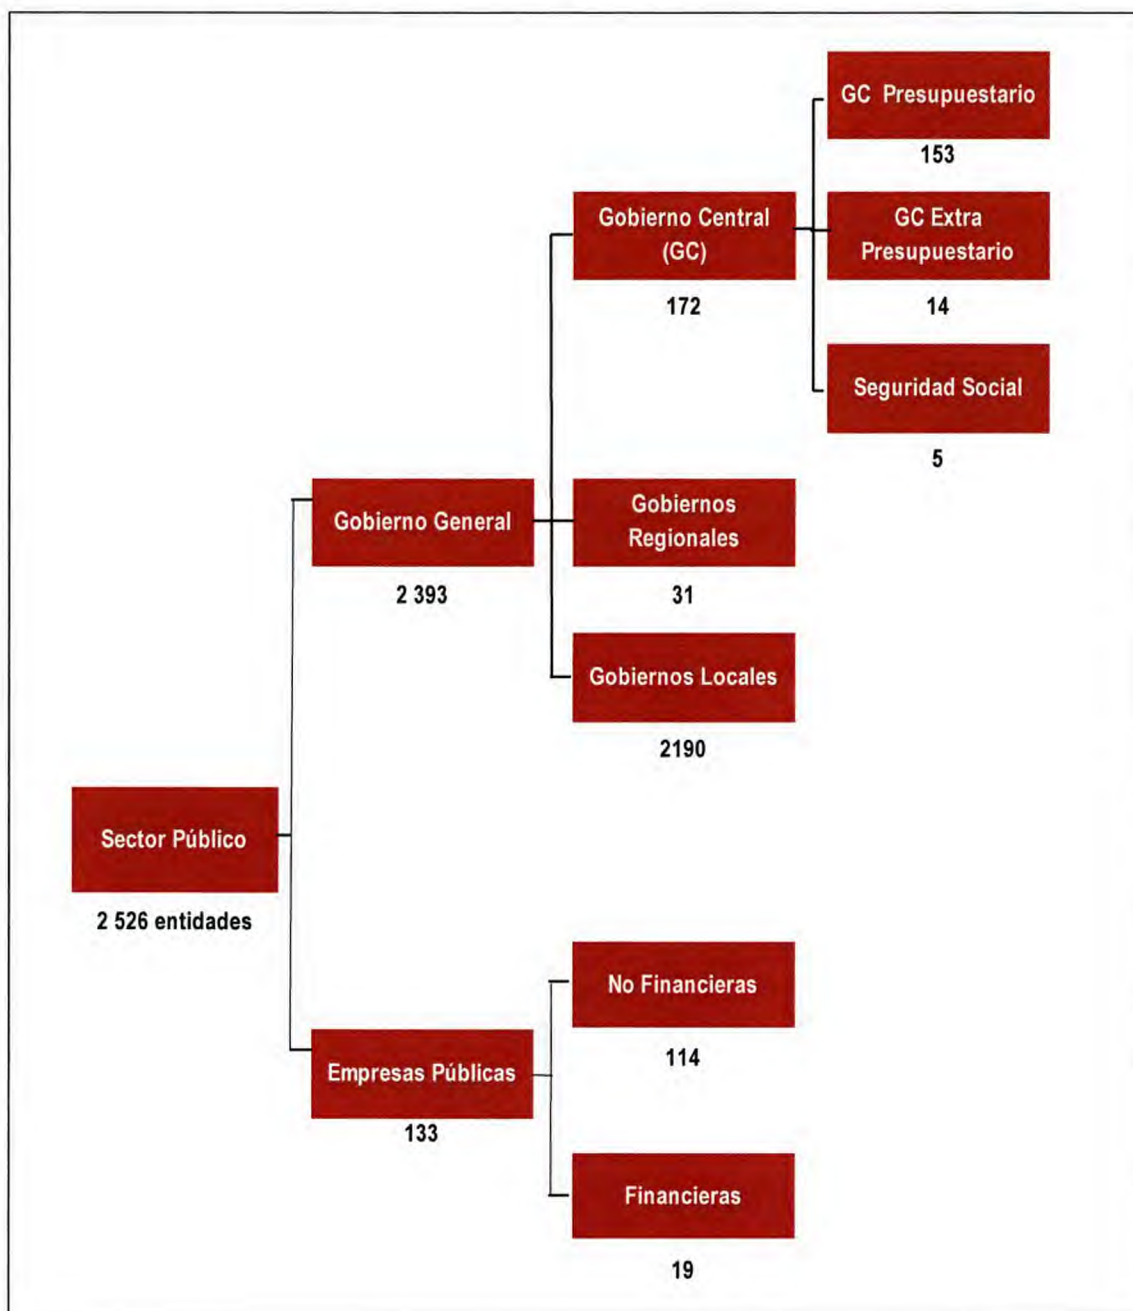 GC Presupuestario
153
Gobierno Central
(GC)
172
GC Extra
Presupuestario
14
Seguridad Social
5
Gobierno General
2 393
Gobiernos
Regionales
31
Gobiernos Locales
2190
Sector Público
2 526 entidades
No Financieras
114
Empresas Públicas
133
Financieras
19